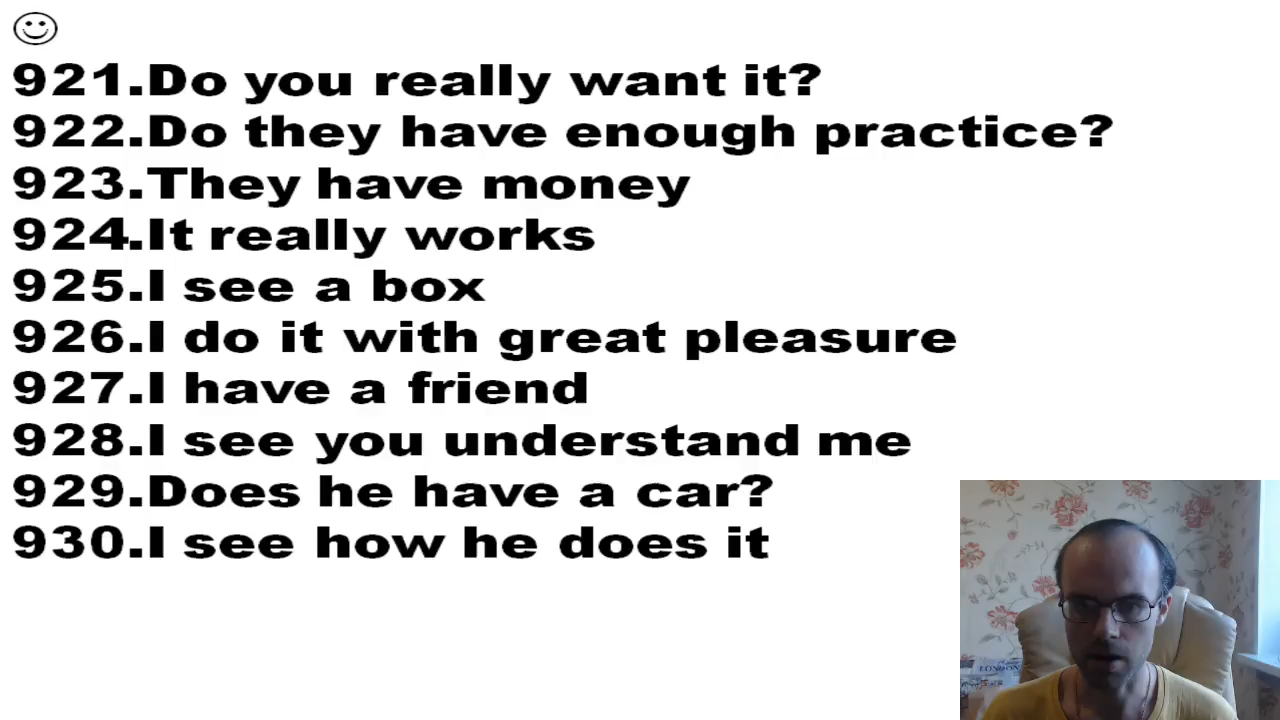 921.Do you really want it?
922.Do they have enough practice?
923.They have money
924.It really works
925.I see a box
926.I do it with great pleasure
927.I have a friend
928.I see you understand me
929.Does he have a car?
930.I see how he does it
LONDON